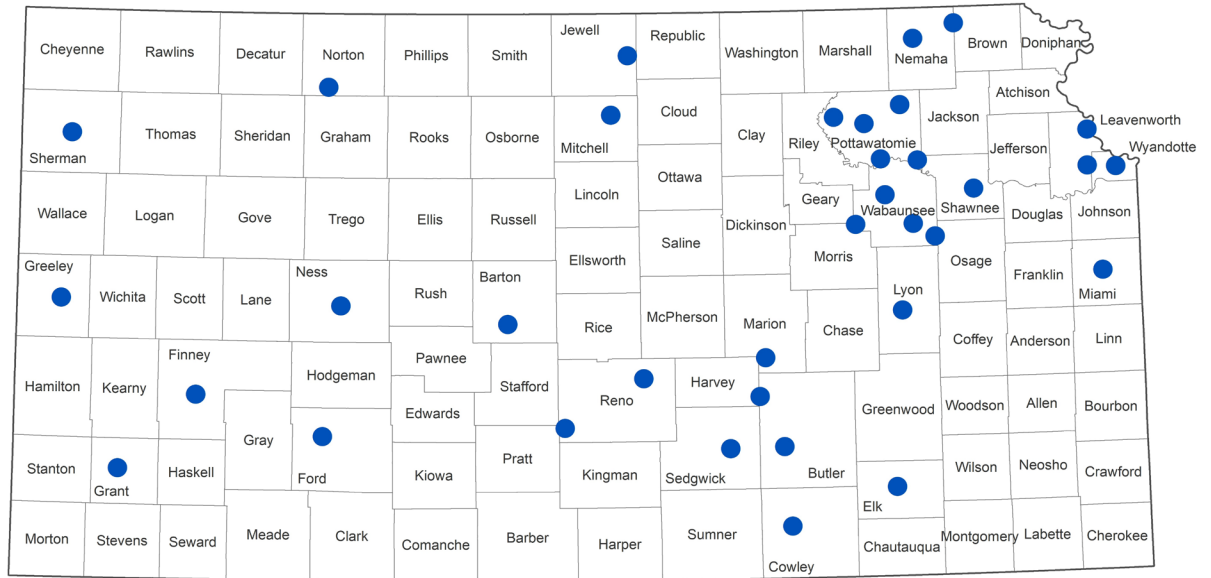 Cheyenne
Rawlins
Decatur
Norton
Phillips
Smith
Jewell
Republic
Washington
Marshall
Nemaha
Brown
Doniphan
Sherman
Thomas
Sheridan
Graham
Rooks
Osborne
Mitchell
Cloud
Clay
Riley
Pottawatomie
Jackson
Atchison
Jefferson
Leavenworth
Wyandotte
Wallace
Logan
Gove
Trego
Ellis
Russell
Lincoln
Ottawa
Dickinson
Geary
Wabaunsee
Shawnee
Douglas
Johnson
Greeley
Wichita
Scott
Lane
Ness
Rush
Barton
Ellsworth
Saline
Morris
Osage
Franklin
Miami
Rice
McPherson
Marion
Chase
Lyon
Coffey
Anderson
Linn
Hamilton
Kearny
Finney
Hodgeman
Pawnee
Stafford
Reno
Harvey
Greenwood
Woodson
Allen
Bourbon
Gray
Ford
Edwards
Stanton
Grant
Haskell
Kiowa
Pratt
Kingman
Sedgwick
Butler
Elk
Wilson
Neosho
Crawford
Morton
Stevens
Seward
Meade
Clark
Comanche
Barber
Harper
Sumner
Cowley
Chautauqua
Montgomery
Labette
Cherokee